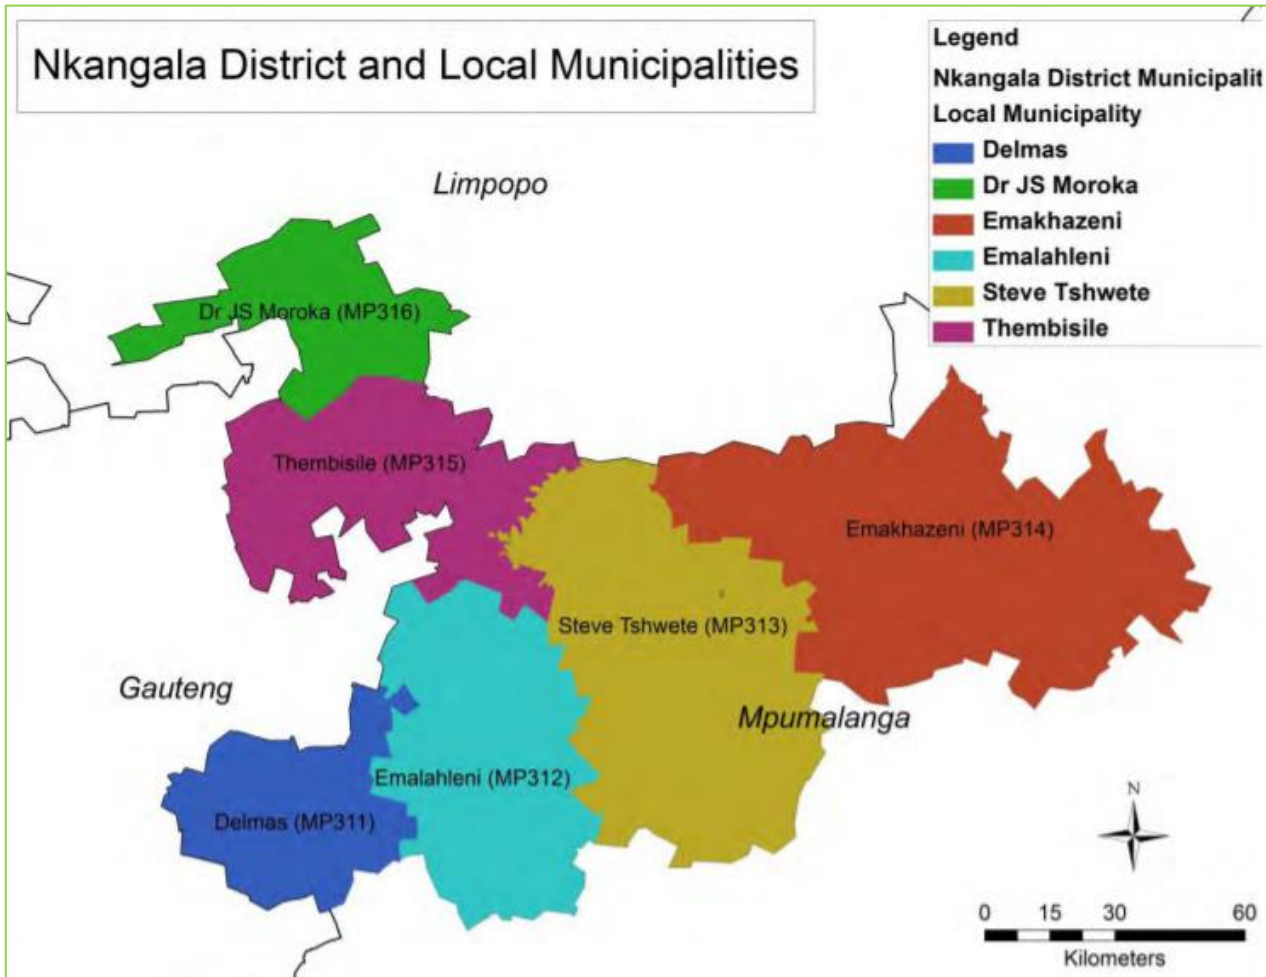 Nkangala District and Local Municipalities
Legend
Nkangala District Municipalit
Local Municipality
Delmas
Dr JS Moroka
Emakhazeni
Emalahleni
Steve Tshwete
Thembisile
Limpopo
Dr JS Moroka (MP316)
Thembisile (MP315)
Emakhazeni (MP314)
Steve Tshwete (MP313)
Gauteng
Mpumalanga
Emalahleni (MP312)
Delmas (MP311)
N
0 15 30 60
Kilometers